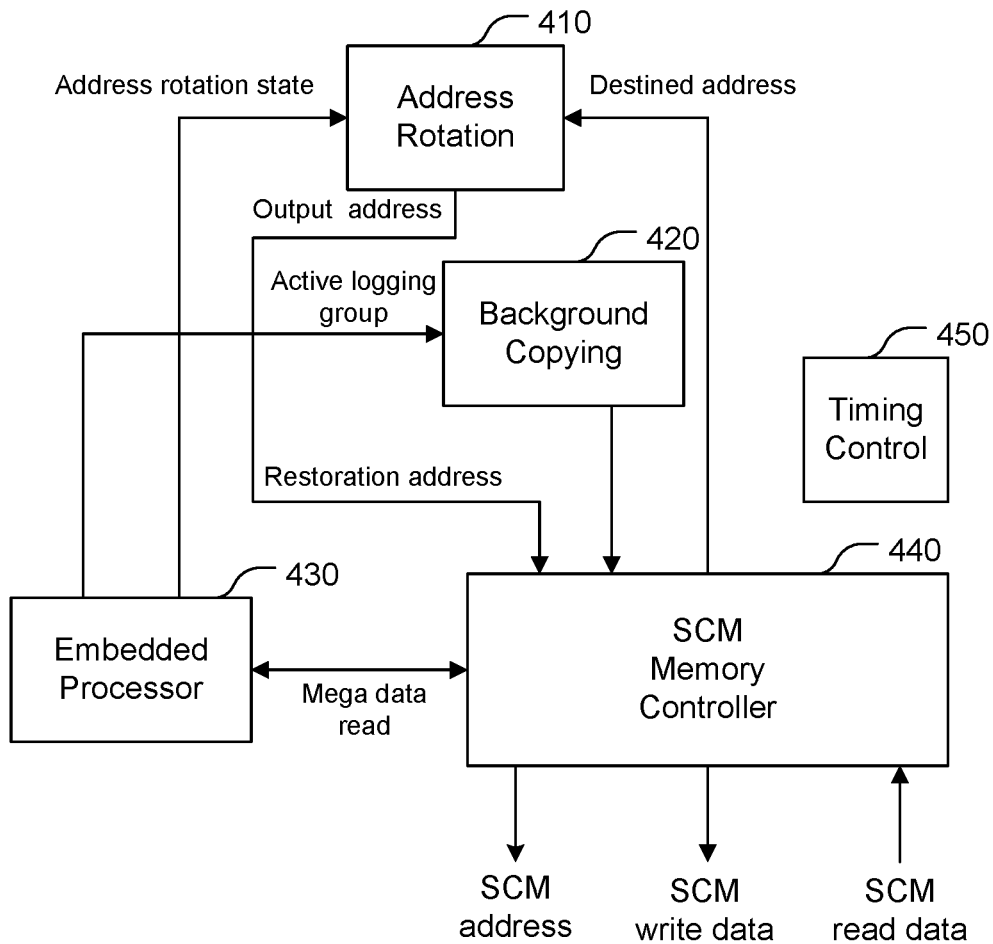 410
Address rotation state
Address
Rotation
Destined address
Output address
420
Active logging
group
Background
Copying
450
Timing
Control
Restoration address
430
440
Embedded
Processor
Mega data
read
SCM
Memory
Controller
SCM
address
SCM
write data
SCM
read data